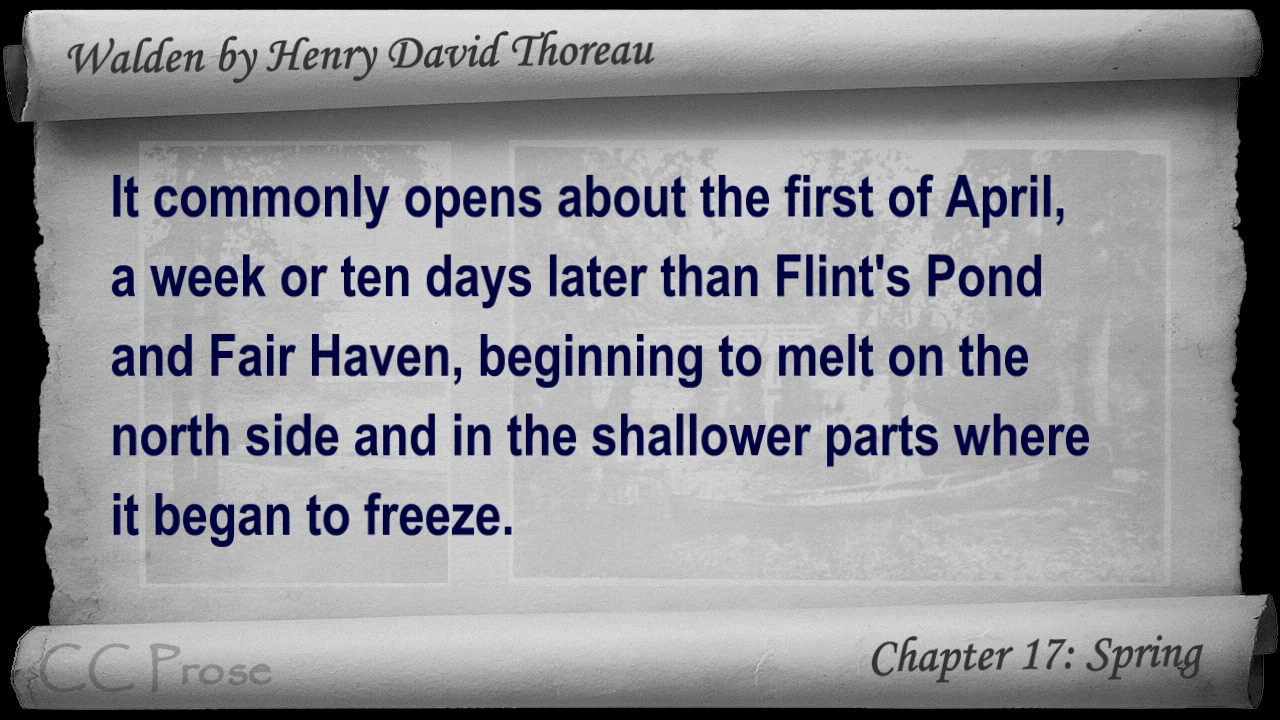 Walden by Henry David Thoreau
It commonly opens about the first of April,
a week or ten days later than Flint's Pond
and Fair Haven, beginning to melt on the
north side and in the shallower parts where
it began to freeze.
CC Prose
Chapter 17: Spring